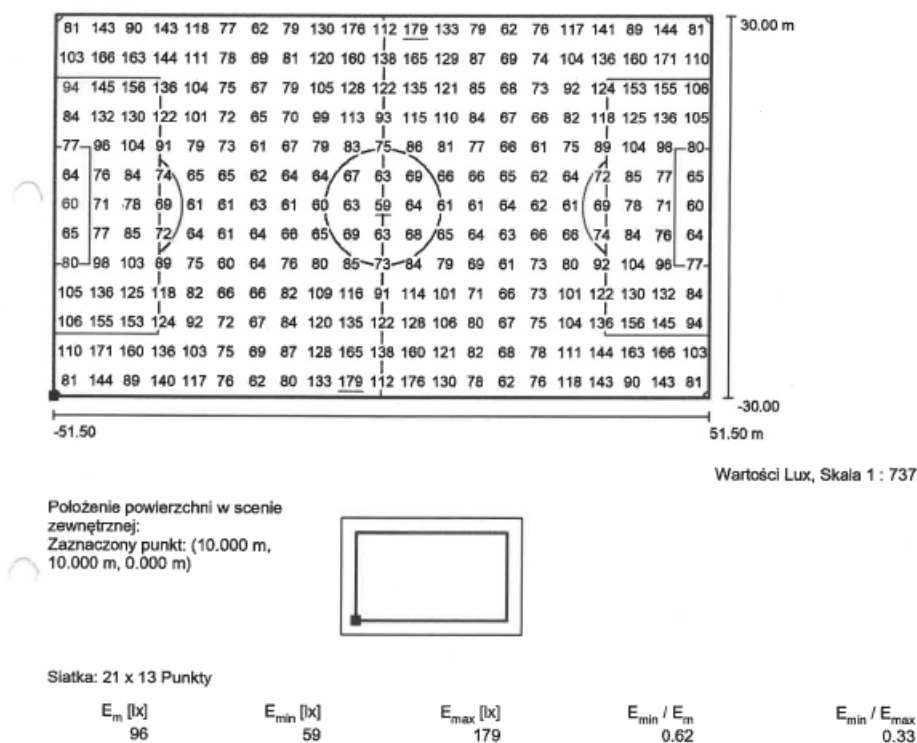 81 143 90 143 118 77 62 79 130 176 112 179 133 79 62 76 117 141 89 144 81
30.00 m
103 166 163 144 111 78 69 81 120 160 138 165 129 87 69 74 104 136 160 171 110
94 145 156 136 104 75 67 79 105 128 122 135 121 85 68 73 92 124 153 155 106
84 132 130 122 101 72 65 70 99 113 93 115 110 84 67 66 82 118 125 136 105
77 96 104 91 79 73 61 67 79 83 75 86 81 77 66 61 75 89 104 98 80
64 76 84 74 65 65 62 64 64 67 63 69 66 66 65 62 64 72 85 77 65
60 71 78 69 61 61 63 61 60 63 59 64 61 61 64 62 61 69 78 71 60
65 77 85 72 64 61 64 66 65 69 63 68 65 64 63 66 66 74 84 76 64
80 98 103 89 75 60 64 76 80 85 73 84 79 69 61 73 80 92 104 96 77
105 136 125 118 82 66 66 82 109 116 91 114 101 71 66 73 101 122 130 132 84
106 155 153 124 92 72 67 84 120 135 122 128 106 80 67 75 104 136 156 145 94
110 171 160 136 103 75 69 87 128 165 138 160 121 82 68 78 111 144 163 166 103
81 144 89 140 117 76 62 80 133 179 112 176 130 78 62 76 118 143 90 143 81
-30.00
-51.50 51.50 m
Wartości Lux, Skala 1 : 737
Położenie powierzchni w scenie
zewnętrznej:
Zaznaczony punkt: (10.000 m,
10.000 m, 0.000 m)
Siatka: 21 x 13 Punkty
Em [lx] Emin [lx] Emax [lx] Emin / Em Emin / Emax
96 59 179 0.62 0.33